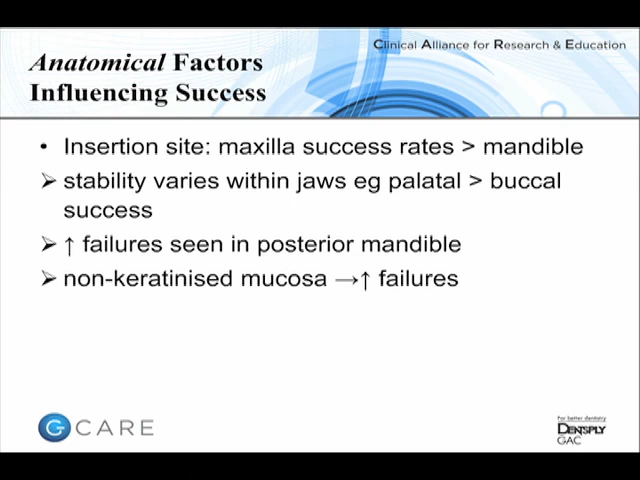 Clinical Alliance for Research & Education
Anatomical Factors
Influencing Success
• Insertion site: maxilla success rates > mandible
➢ stability varies within jaws eg palatal > buccal
success
➢ ↑ failures seen in posterior mandible
➢ non-keratinised mucosa →↑ failures
G CARE
For better dentistry
DENTSPLY
GAC